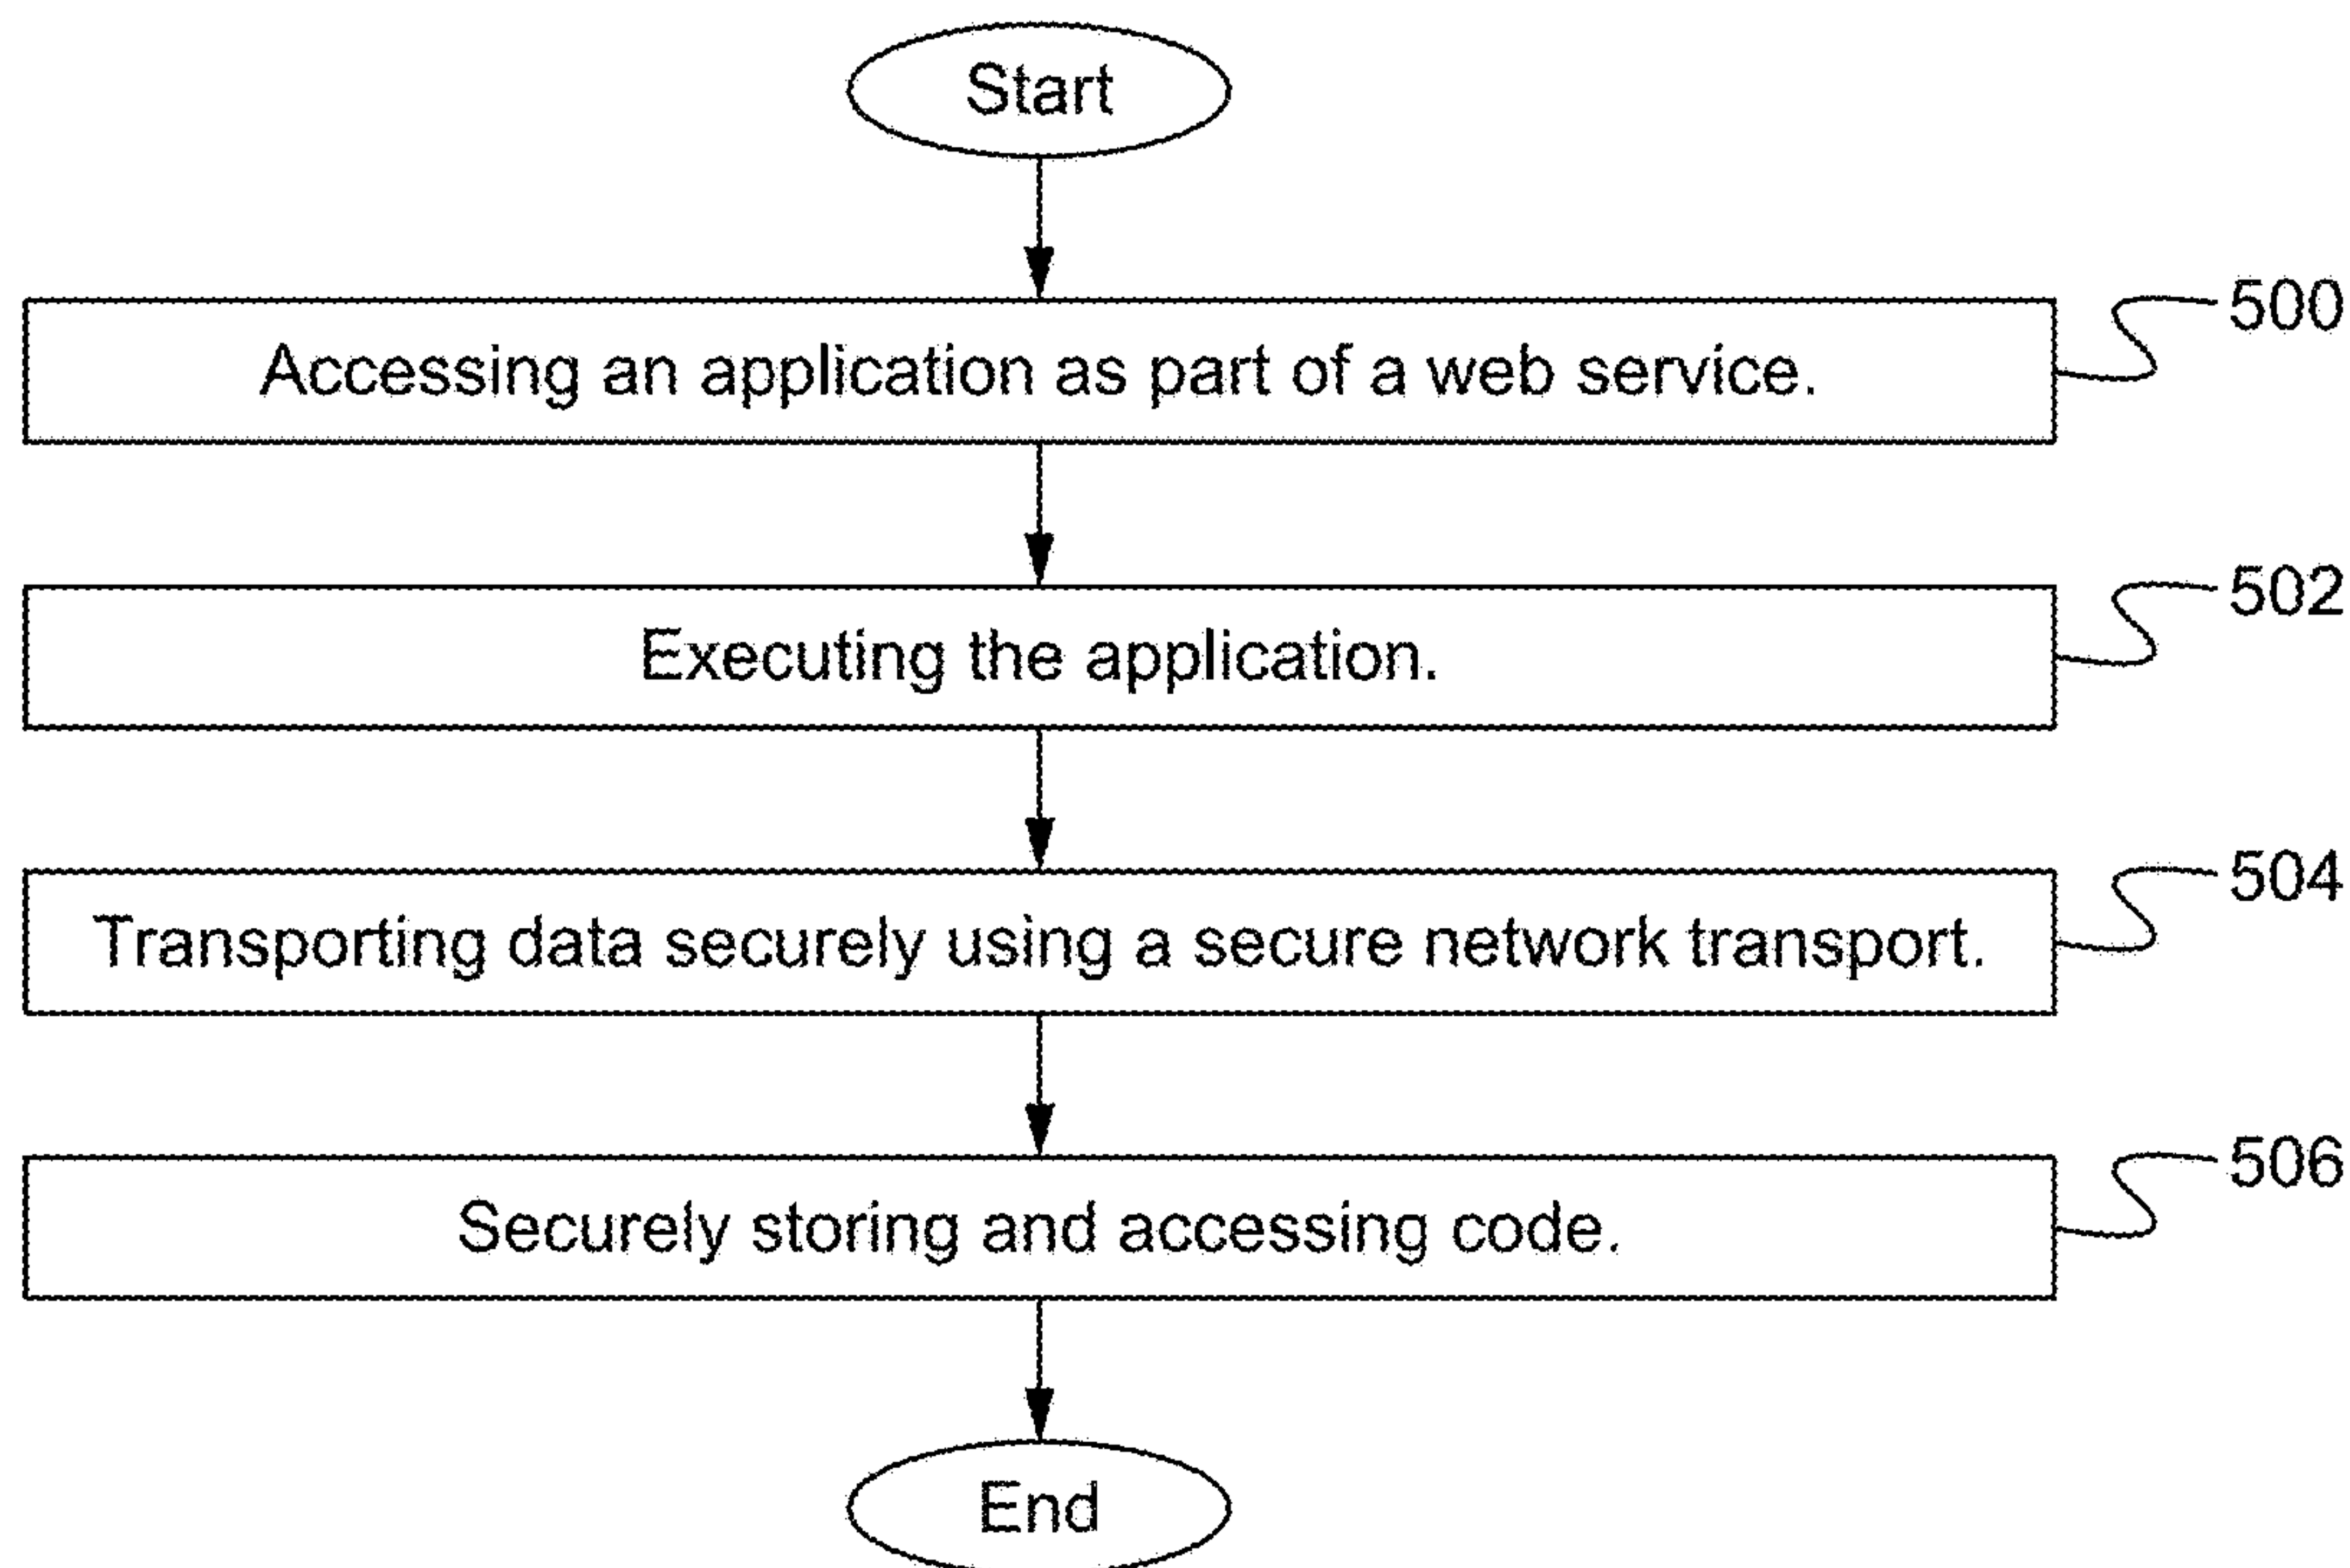 Start
Accessing an application as part of a web service.
500
Executing the application.
502
Transporting data securely using a secure network transport.
504
Securely storing and accessing code.
506
End